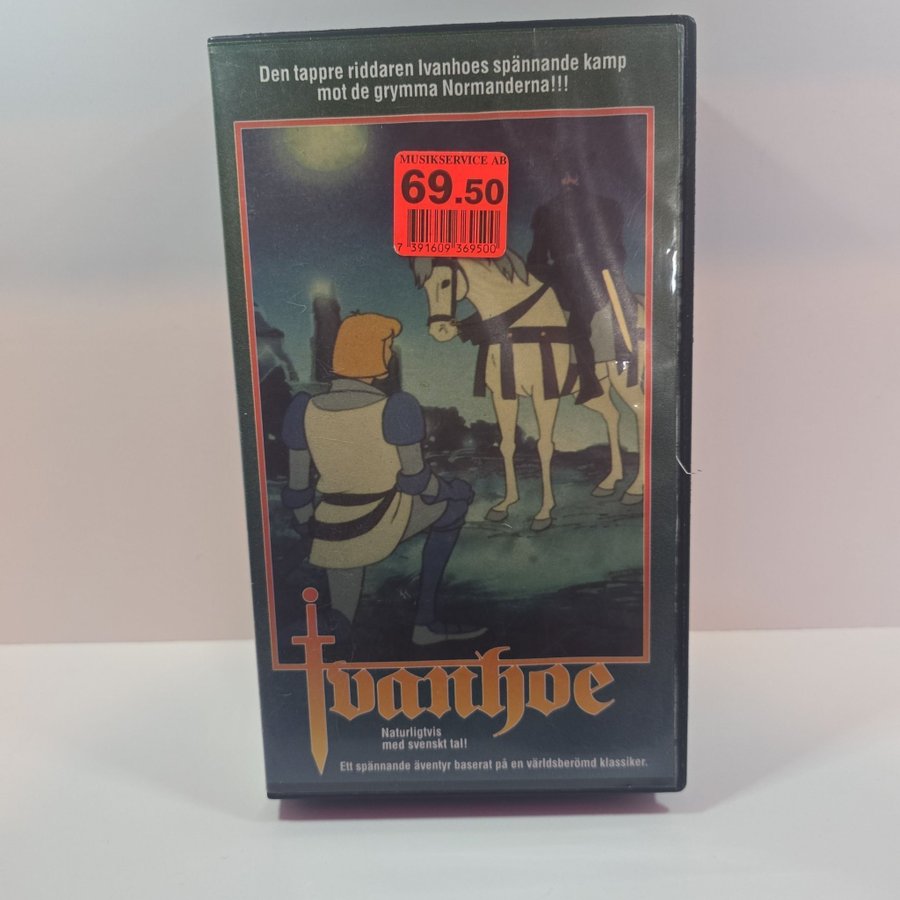 Den tappre riddaren Ivanhoes spännande kamp
mot de grymma Normanderna!!!
MUSIKSERVICE AB
69.50
7 391609 369500
Ivanhoe
Naturligtvis
med svenskt tal!
Ett spännande äventyr baserat på en världsberömd klassiker.